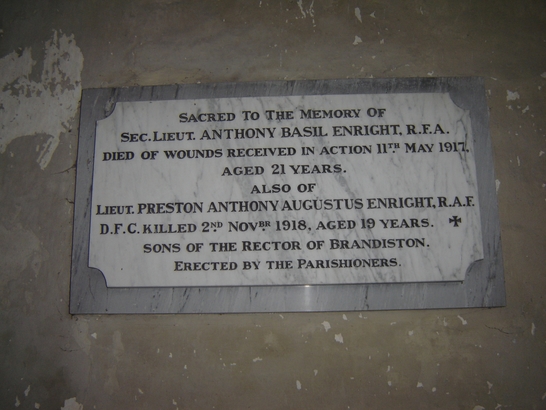 SACRED TO THE MEMORY OF
SEC. LIEUT. ANTHONY BASIL ENRIGHT, R.F.A.
DIED OF WOUNDS RECEIVED IN ACTION 11TH MAY 1917,
AGED 21 YEARS.
ALSO OF
LIEUT. PRESTON ANTHONY AUGUSTUS ENRIGHT, R.A.F.
D.F.C. KILLED 2ND NOVBR 1918, AGED 19 YEARS. ✠
SONS OF THE RECTOR OF BRANDISTON.
ERECTED BY THE PARISHIONERS.